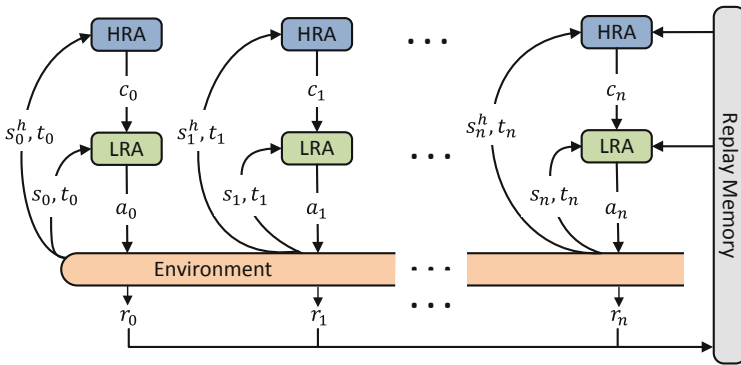 HRA HRA . . . HRA
c₀ c₁ cₙ
s₀ʰ, t₀ s₁ʰ, t₁ sₙʰ, tₙ
LRA LRA . . . LRA
s₀, t₀ s₁, t₁ sₙ, tₙ
a₀ a₁ aₙ
Environment . . .
r₀ r₁ . . . rₙ
Replay Memory